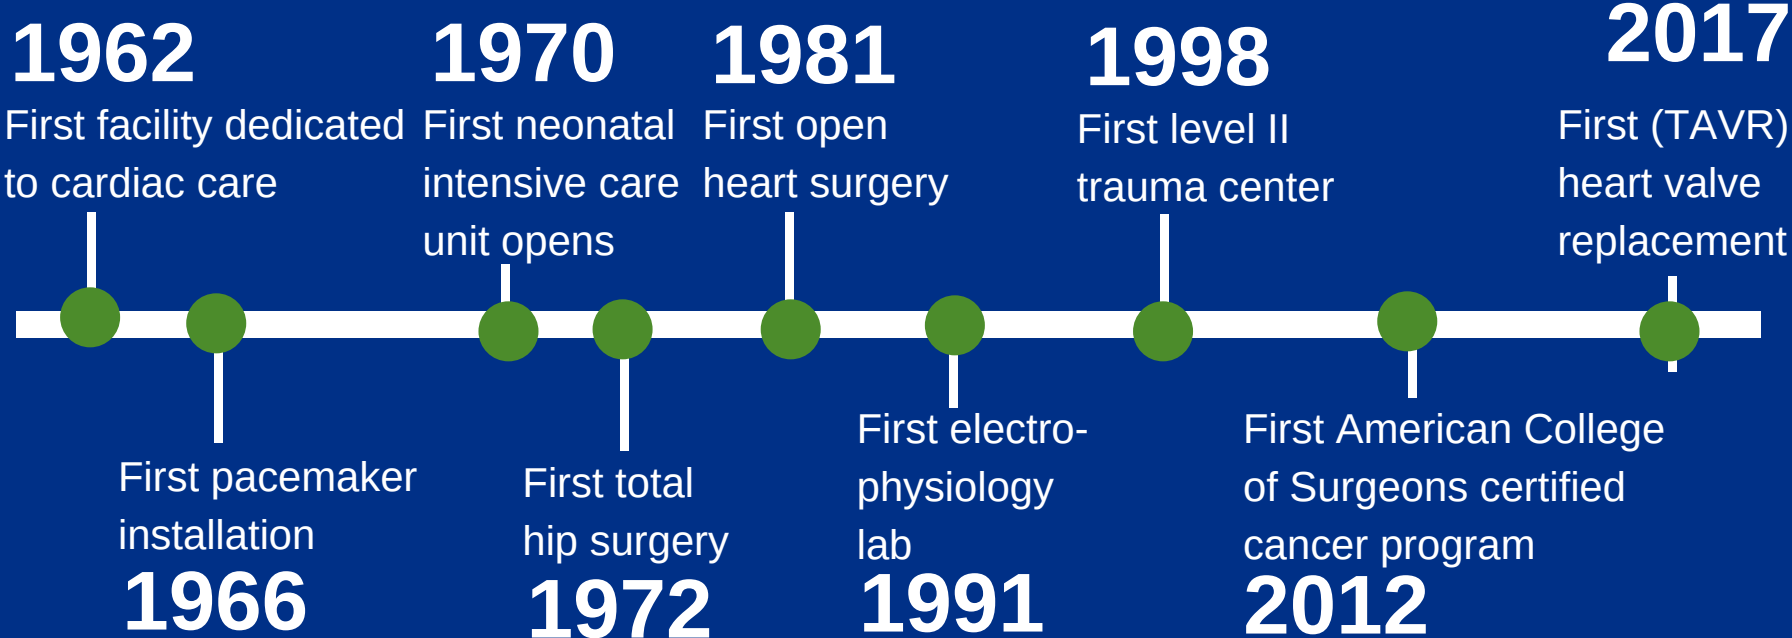 1962
First facility dedicated
to cardiac care
1970
First neonatal
intensive care
unit opens
1981
First open
heart surgery
1998
First level II
trauma center
2017
First (TAVR)
heart valve
replacement
First pacemaker
installation
1966
First total
hip surgery
1972
First electro-
physiology
lab
1991
First American College
of Surgeons certified
cancer program
2012